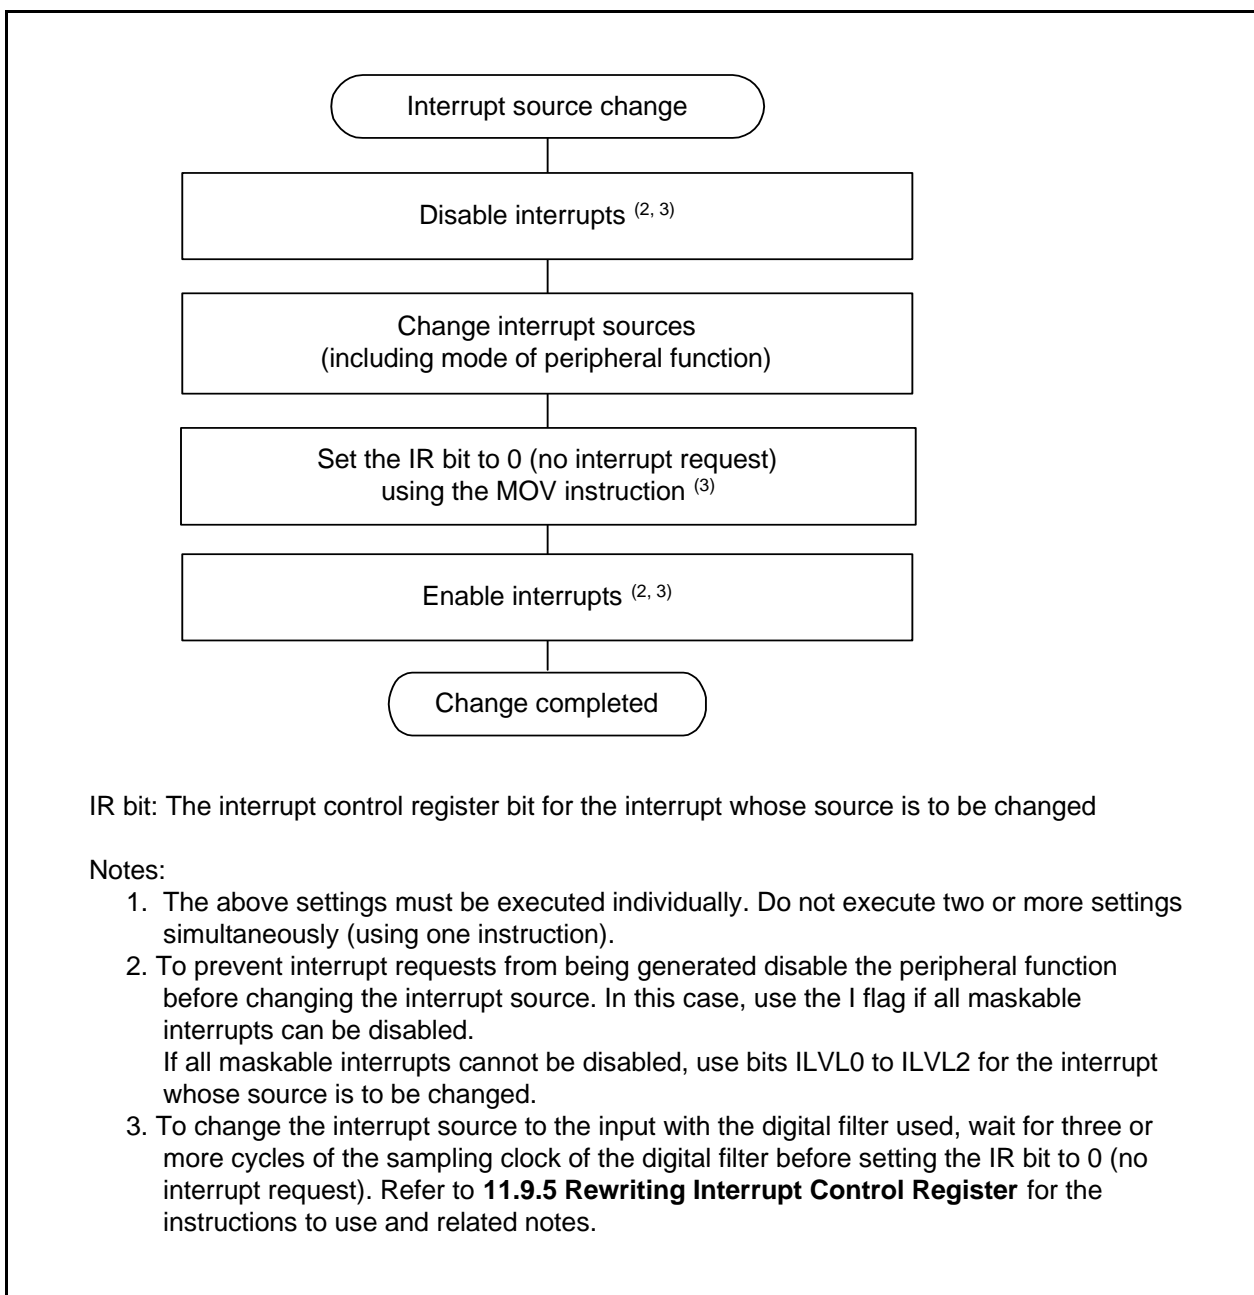 Interrupt source change
Disable interrupts (2, 3)
Change interrupt sources
(including mode of peripheral function)
Set the IR bit to 0 (no interrupt request)
using the MOV instruction (3)
Enable interrupts (2, 3)
Change completed
IR bit: The interrupt control register bit for the interrupt whose source is to be changed
Notes:
1. The above settings must be executed individually. Do not execute two or more settings
simultaneously (using one instruction).
2. To prevent interrupt requests from being generated disable the peripheral function
before changing the interrupt source. In this case, use the I flag if all maskable
interrupts can be disabled.
If all maskable interrupts cannot be disabled, use bits ILVL0 to ILVL2 for the interrupt
whose source is to be changed.
3. To change the interrupt source to the input with the digital filter used, wait for three or
more cycles of the sampling clock of the digital filter before setting the IR bit to 0 (no
interrupt request). Refer to 11.9.5 Rewriting Interrupt Control Register for the
instructions to use and related notes.